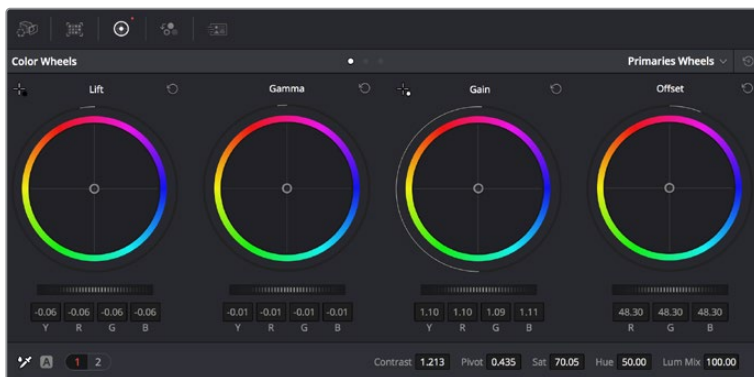 Color Wheels Primaries Wheels
Lift Gamma Gain Offset
-0.06 -0.06 -0.06 -0.06 -0.01 -0.01 -0.01 -0.01 1.10 1.10 1.09 1.11 48.30 48.30 48.30
Y R G B Y R G B Y R G B R G B
A 1 2 Contrast 1.213 Pivot 0.435 Sat 70.05 Hue 50.00 Lum Mix 100.00